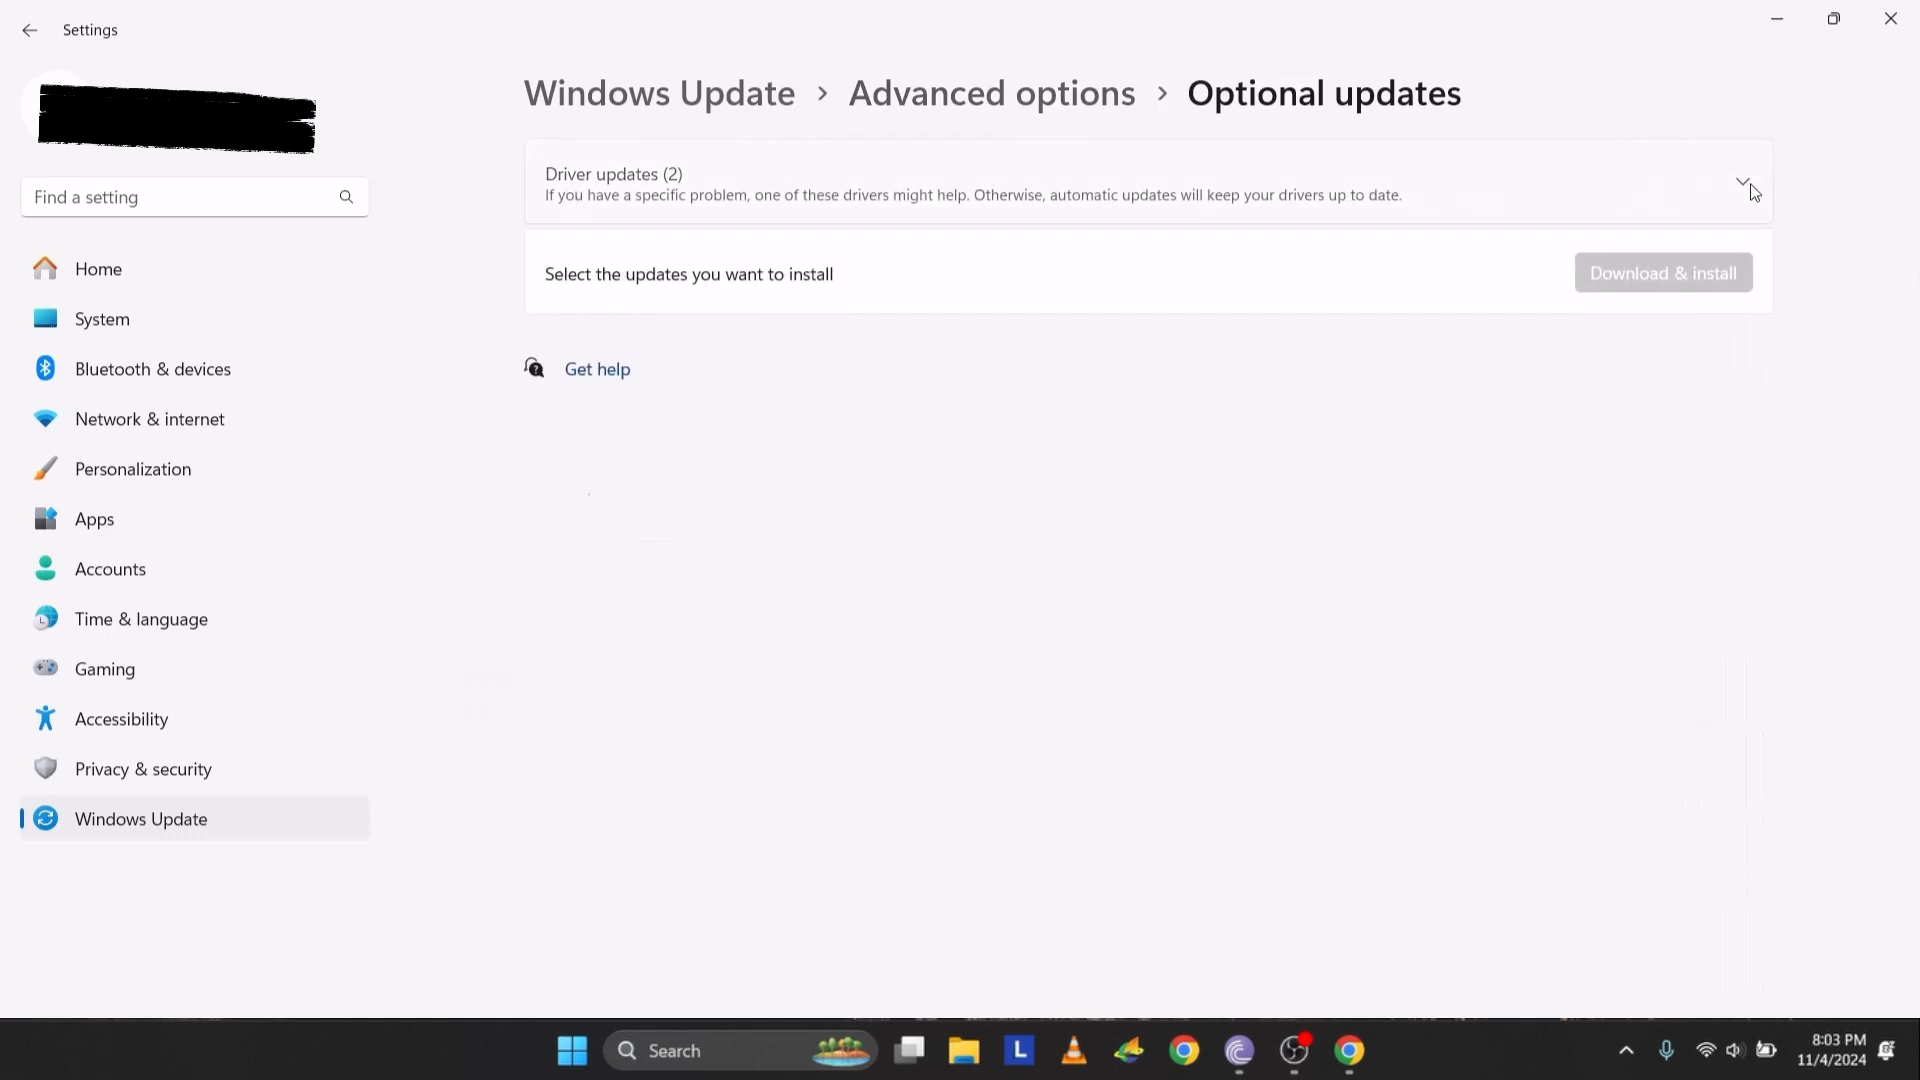 Settings
Windows Update > Advanced options > Optional updates
Driver updates (2)
If you have a specific problem, one of these drivers might help. Otherwise, automatic updates will keep your drivers up to date.
Find a setting
Select the updates you want to install
Download & install
Home
System
Bluetooth & devices
Get help
Network & internet
Personalization
Apps
Accounts
Time & language
Gaming
Accessibility
Privacy & security
Windows Update
Search
L
8:03 PM
11/4/2024